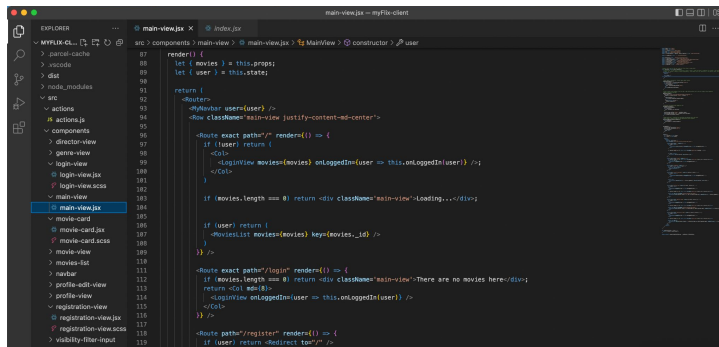 main-view.jsx — myFlix-client
EXPLORER
main-view.jsx
index.jsx
MYFLIX-CL...
src > components > main-view > main-view.jsx > MainView > constructor > user
.parcel-cache
.vscode
dist
node_modules
src
actions
JS actions.js
components
director-view
genre-view
login-view
login-view.jsx
login-view.scss
main-view
main-view.jsx
movie-card
movie-card.jsx
movie-card.scss
movie-view
movies-list
navbar
profile-edit-view
profile-view
registration-view
registration-view.jsx
registration-view.scss
visibility-filter-input
87 render() {
88 let { movies } = this.props;
89 let { user } = this.state;
90
91 return (
92 <Router>
93 <MyNavbar user={user} />
94 <Row className="main-view justify-content-md-center">
95
96 <Route exact path="/" render={() => {
97 if (!user) return (
98 <Col>
99 <LoginView movies={movies} onLoggedIn={user => this.onLoggedIn(user)} />;
100 </Col>
101 )
102
103 if (movies.length === 0) return <div className="main-view">Loading...</div>;
104
105
106 if (user) return (
107 <MoviesList movies={movies} key={movies._id} />
108 )
109 }} />
110
111 <Route exact path="/login" render={() => {
112 if (movies.length === 0) return <div className="main-view">There are no movies here</div>;
113 return <Col md={8}>
114 <LoginView onLoggedIn={user => this.onLoggedIn(user)} />
115 </Col>
116 }} />
117
118 <Route path="/register" render={() => {
119 if (user) return <Redirect to="/" />